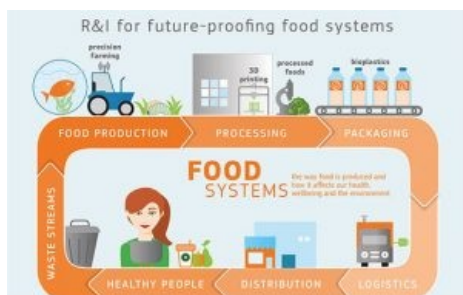 R&I for future-proofing food systems
precision
farming
3D
printing
processed
foods
bioplastics
FOOD PRODUCTION
PROCESSING
PACKAGING
FOOD
SYSTEMS
the way food is produced and
how it affects our health,
wellbeing and the environment
WASTE STREAMS
HEALTHY PEOPLE
DISTRIBUTION
LOGISTICS